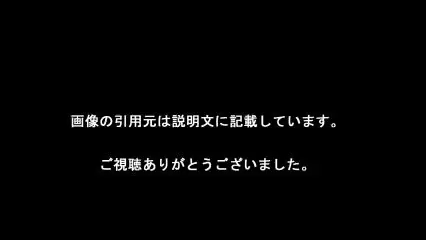 画像の引用元は説明文に記載しています。
ご視聴ありがとうございました。